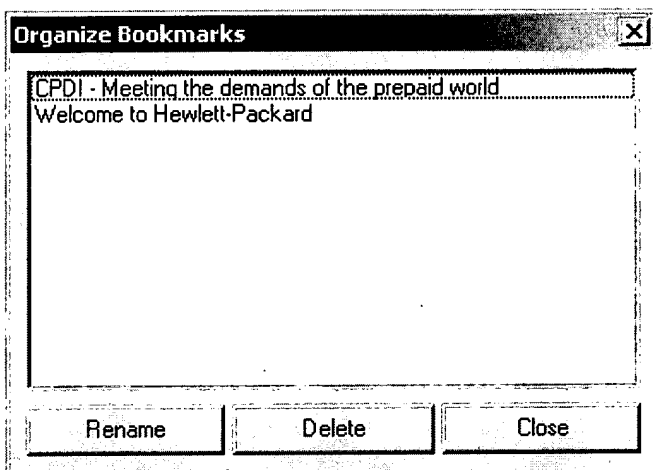 Organize Bookmarks
CPDI - Meeting the demands of the prepaid world
Welcome to Hewlett-Packard
Rename
Delete
Close